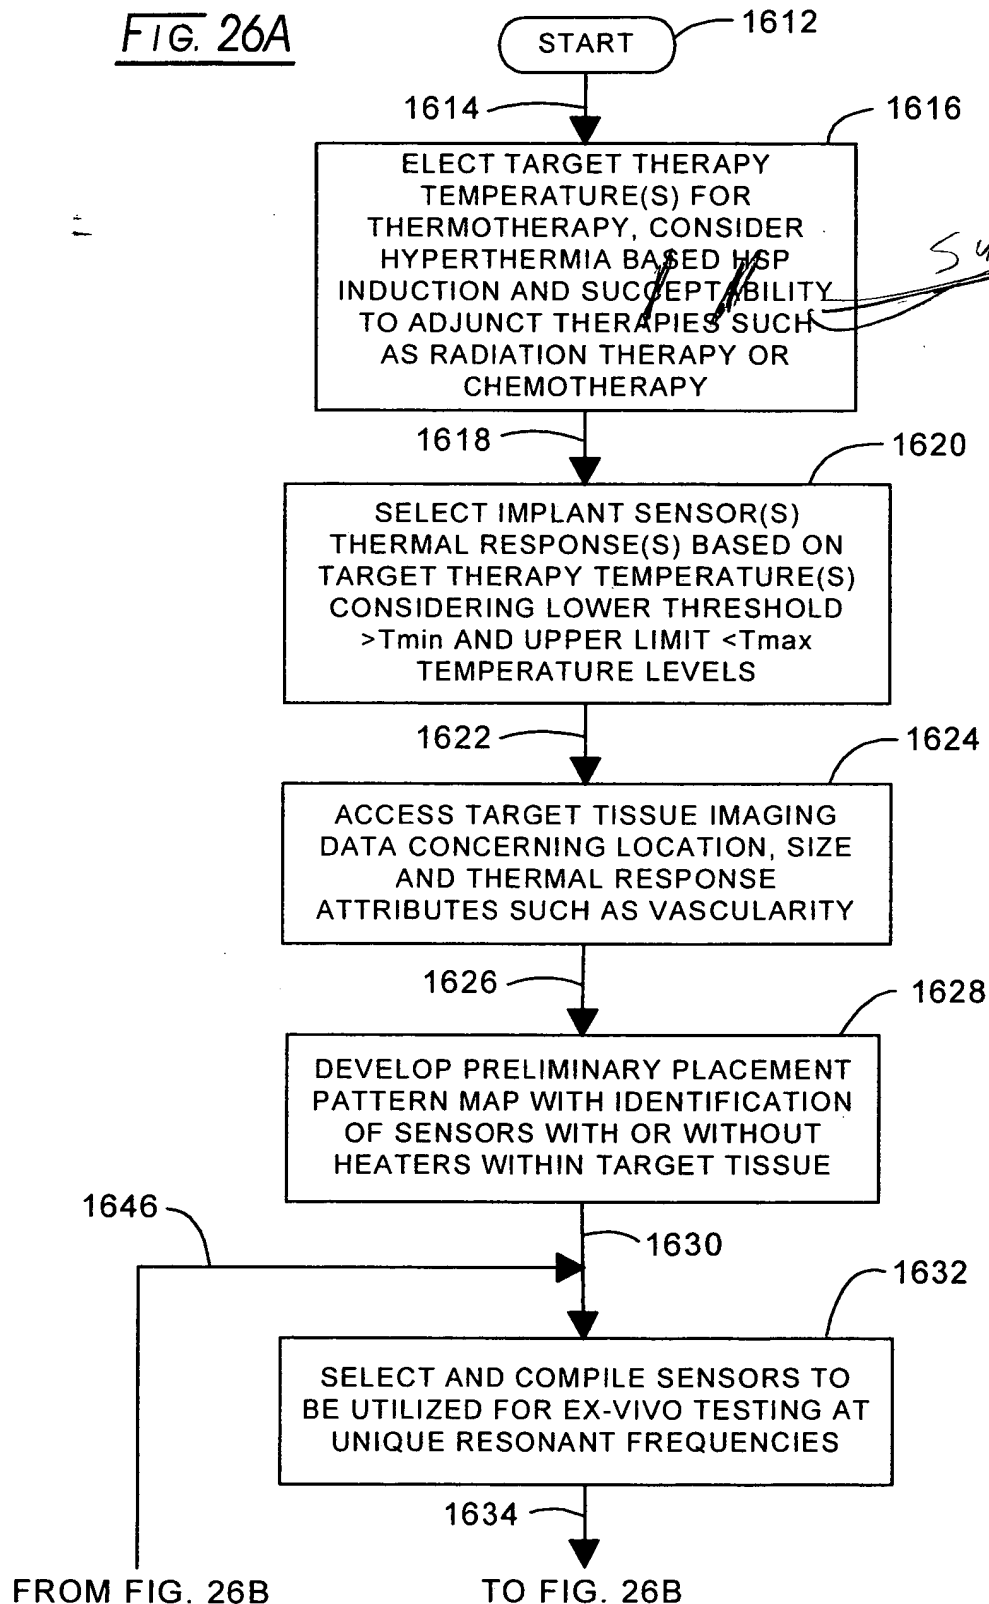 FIG. 26A
START
1612
1614
1616
ELECT TARGET THERAPY
TEMPERATURE(S) FOR
THERMOTHERAPY, CONSIDER
HYPERTHERMIA BASED HSP
INDUCTION AND SUCCEPTABILITY
TO ADJUNCT THERAPIES SUCH
AS RADIATION THERAPY OR
CHEMOTHERAPY
1618
1620
SELECT IMPLANT SENSOR(S)
THERMAL RESPONSE(S) BASED ON
TARGET THERAPY TEMPERATURE(S)
CONSIDERING LOWER THRESHOLD
>Tmin AND UPPER LIMIT <Tmax
TEMPERATURE LEVELS
1622
1624
ACCESS TARGET TISSUE IMAGING
DATA CONCERNING LOCATION, SIZE
AND THERMAL RESPONSE
ATTRIBUTES SUCH AS VASCULARITY
1626
1628
DEVELOP PRELIMINARY PLACEMENT
PATTERN MAP WITH IDENTIFICATION
OF SENSORS WITH OR WITHOUT
HEATERS WITHIN TARGET TISSUE
1646
1630
1632
SELECT AND COMPILE SENSORS TO
BE UTILIZED FOR EX-VIVO TESTING AT
UNIQUE RESONANT FREQUENCIES
1634
FROM FIG. 26B
TO FIG. 26B